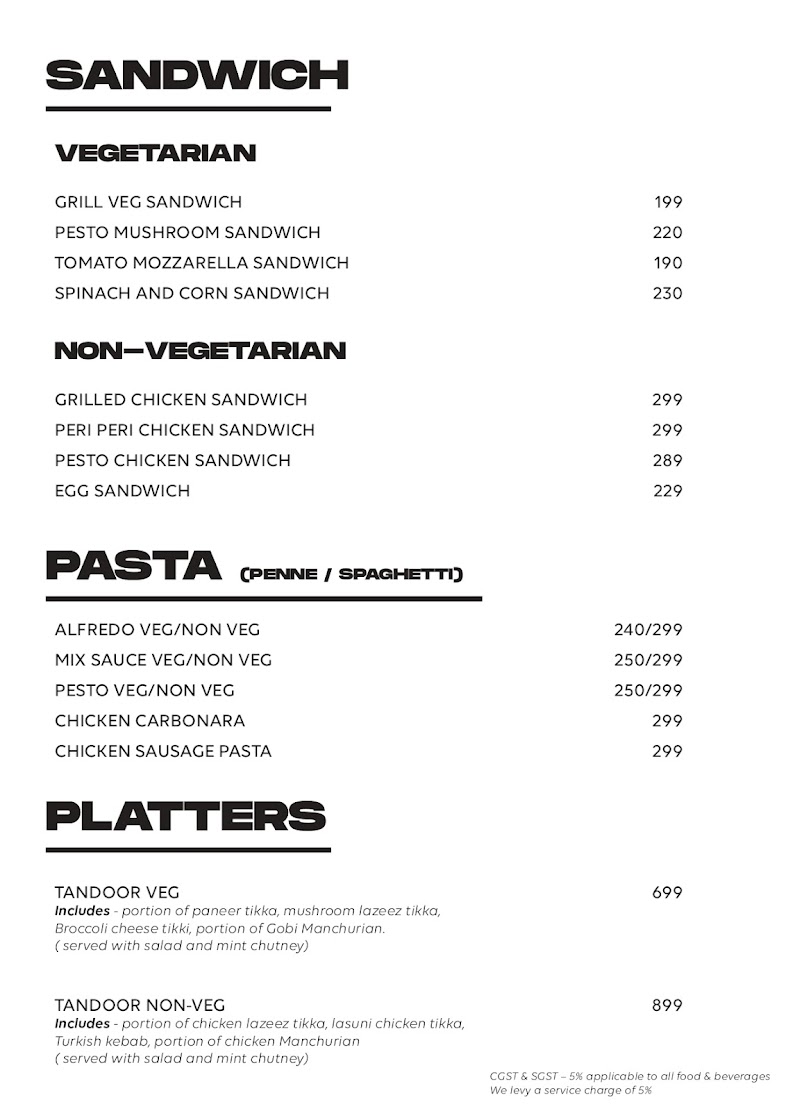 SANDWICH
VEGETARIAN
GRILL VEG SANDWICH 199
PESTO MUSHROOM SANDWICH 220
TOMATO MOZZARELLA SANDWICH 190
SPINACH AND CORN SANDWICH 230
NON-VEGETARIAN
GRILLED CHICKEN SANDWICH 299
PERI PERI CHICKEN SANDWICH 299
PESTO CHICKEN SANDWICH 289
EGG SANDWICH 229
PASTA (PENNE / SPAGHETTI)
ALFREDO VEG/NON VEG 240/299
MIX SAUCE VEG/NON VEG 250/299
PESTO VEG/NON VEG 250/299
CHICKEN CARBONARA 299
CHICKEN SAUSAGE PASTA 299
PLATTERS
TANDOOR VEG 699
Includes - portion of paneer tikka, mushroom lazeez tikka,
Broccoli cheese tikki, portion of Gobi Manchurian.
( served with salad and mint chutney)
TANDOOR NON-VEG 899
Includes - portion of chicken lazeez tikka, lasuni chicken tikka,
Turkish kebab, portion of chicken Manchurian
( served with salad and mint chutney)
CGST & SGST – 5% applicable to all food & beverages
We levy a service charge of 5%